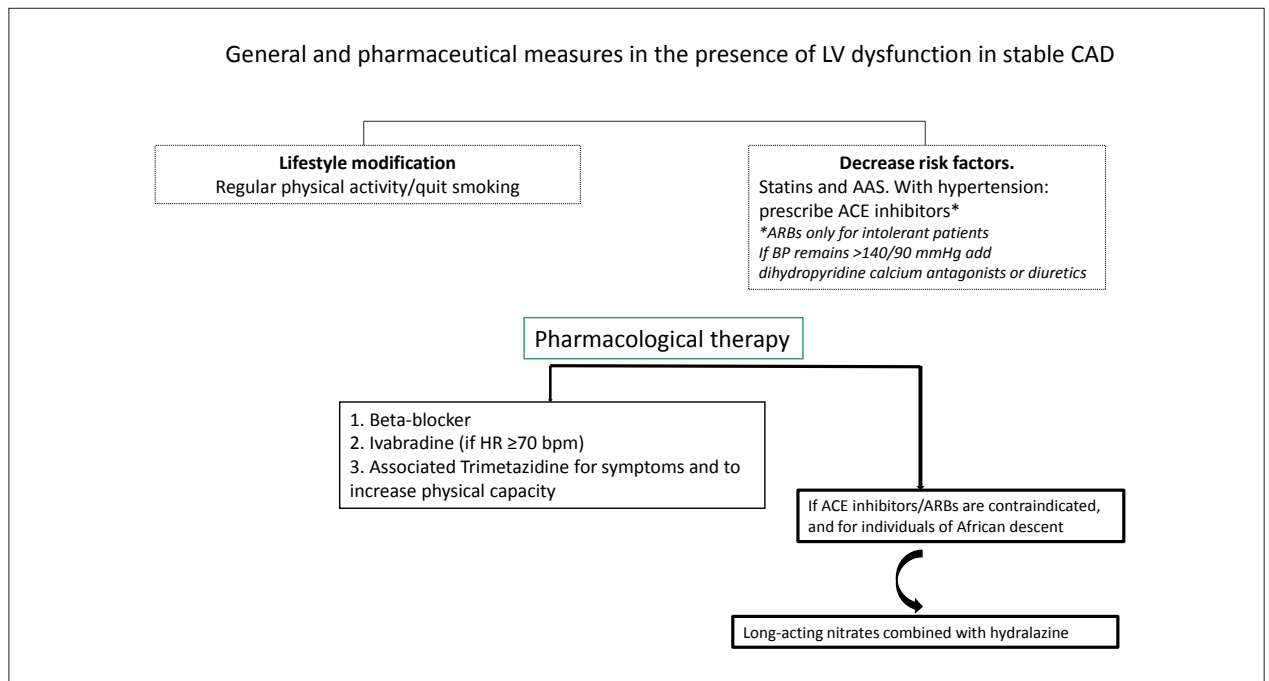 General and pharmaceutical measures in the presence of LV dysfunction in stable CAD
Lifestyle modification
Regular physical activity/quit smoking
Decrease risk factors.
Statins and AAS. With hypertension:
prescribe ACE inhibitors*
*ARBs only for intolerant patients
If BP remains >140/90 mmHg add
dihydropyridine calcium antagonists or diuretics
Pharmacological therapy
1. Beta-blocker
2. Ivabradine (if HR ≥70 bpm)
3. Associated Trimetazidine for symptoms and to
increase physical capacity
If ACE inhibitors/ARBs are contraindicated,
and for individuals of African descent
Long-acting nitrates combined with hydralazine